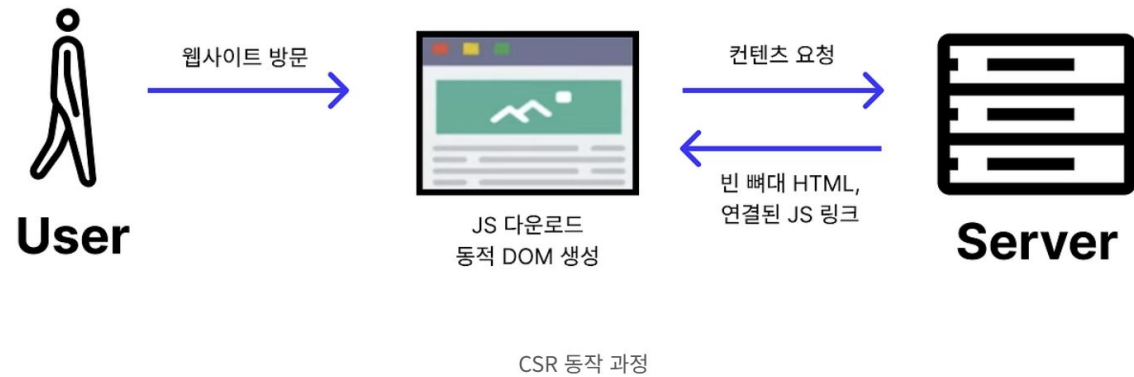 웹사이트 방문
컨텐츠 요청
빈 뼈대 HTML,
연결된 JS 링크
User
JS 다운로드
동적 DOM 생성
Server
CSR 동작 과정